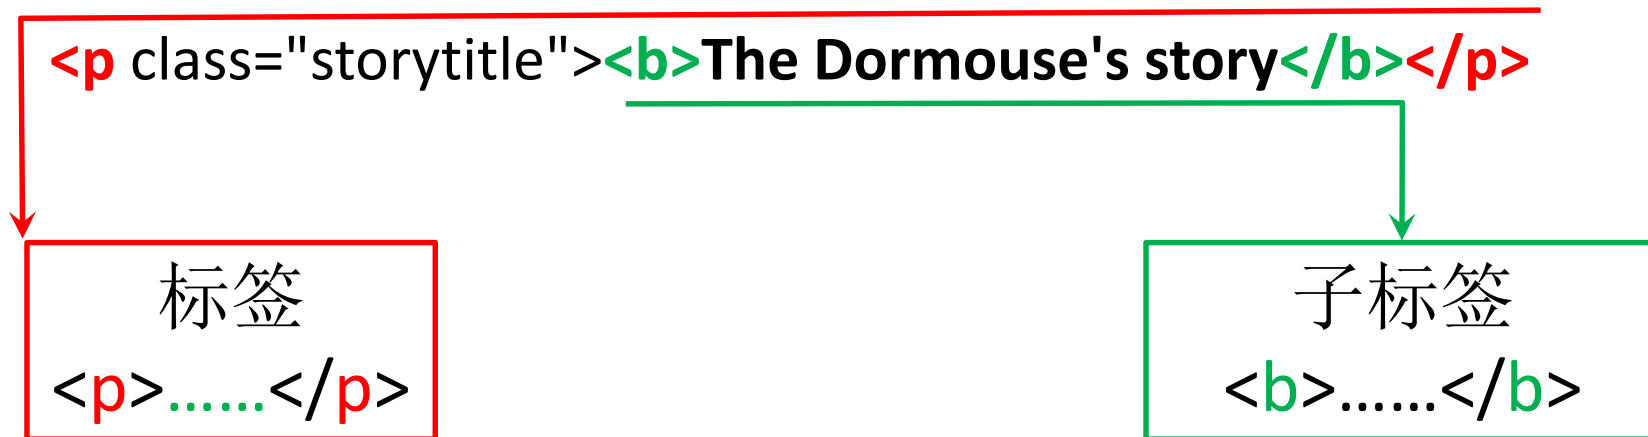 <p class="storytitle"><b>The Dormouse's story</b></p>
标签
<p>……</p>
子标签
<b>……</b>